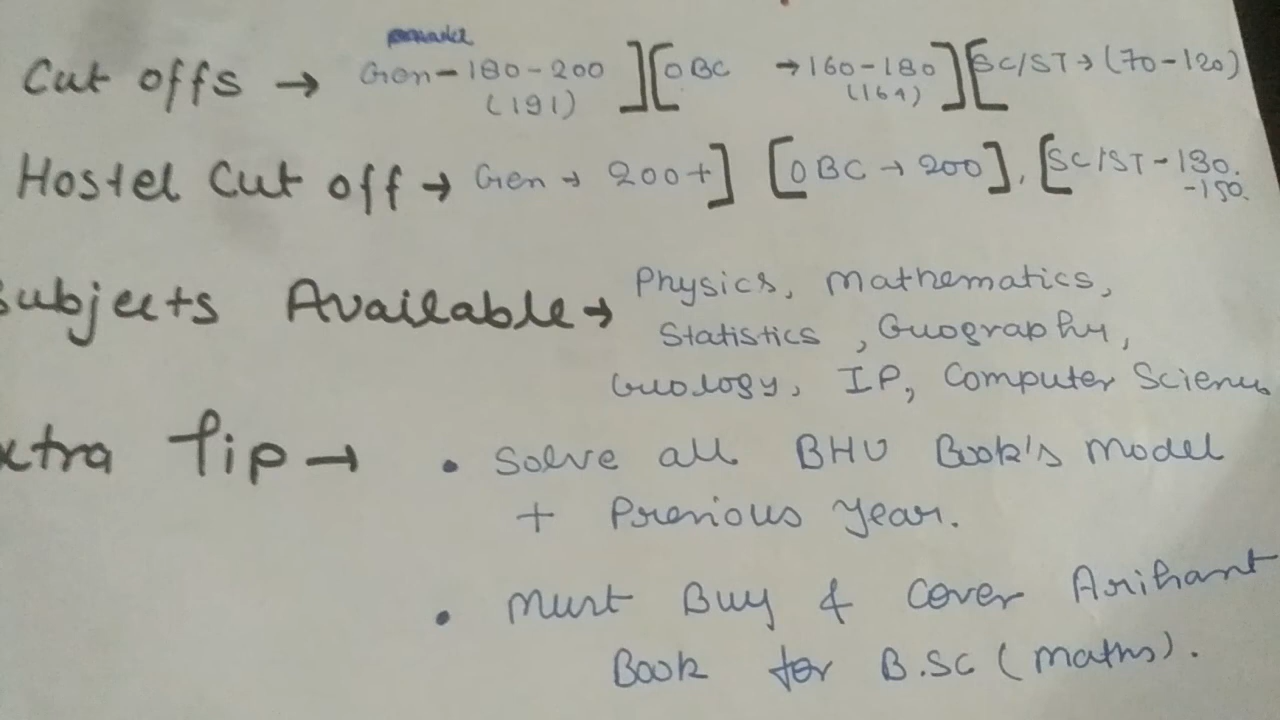 marks
Cut offs → Gen - 180-200 ] [OBC → 160-180] [SC/ST → (70-120)
(191) (164)
Hostel Cut off → Gen → 200+] [OBC → 200], [SC/ST - 130.
-150.
Subjects Available → Physics, Mathematics,
Statistics, Geography,
Geology, IP, Computer Science
xtra Tip → • Solve all BHU Book's Model
+ Previous year.
• Must Buy & Cover Arihant
Book for B.SC (maths).